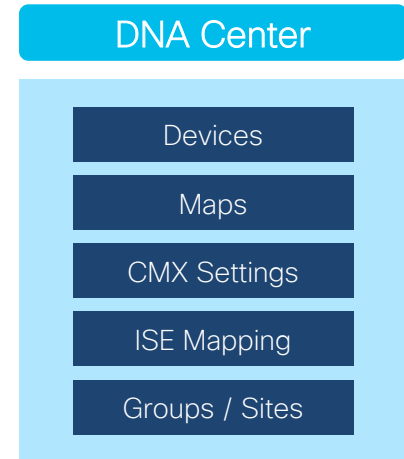 DNA Center
Devices
Maps
CMX Settings
ISE Mapping
Groups / Sites